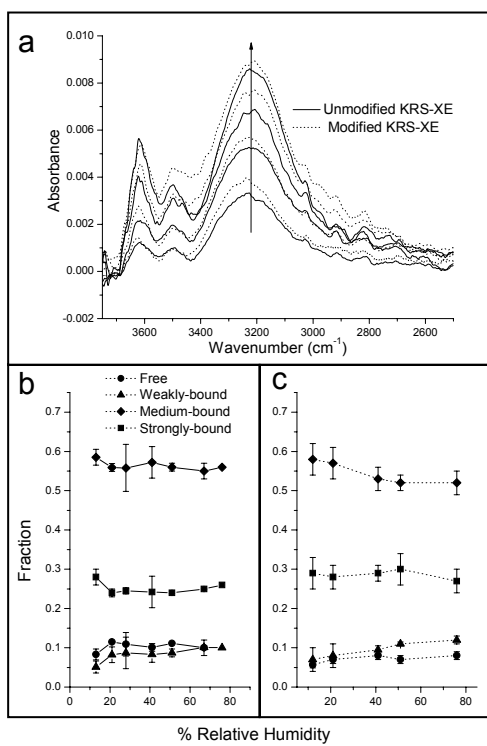 a
0.010
0.008
0.006
0.004
0.002
0.000
-0.002
Absorbance
Unmodified KRS-XE
Modified KRS-XE
3600 3400 3200 3000 2800 2600
Wavenumber (cm-1)
b
Free
Weakly-bound
Medium-bound
Strongly-bound
c
0.7
0.6
0.5
0.4
0.3
0.2
0.1
0.0
Fraction
0 20 40 60 80 100
0 20 40 60 80 100
% Relative Humidity